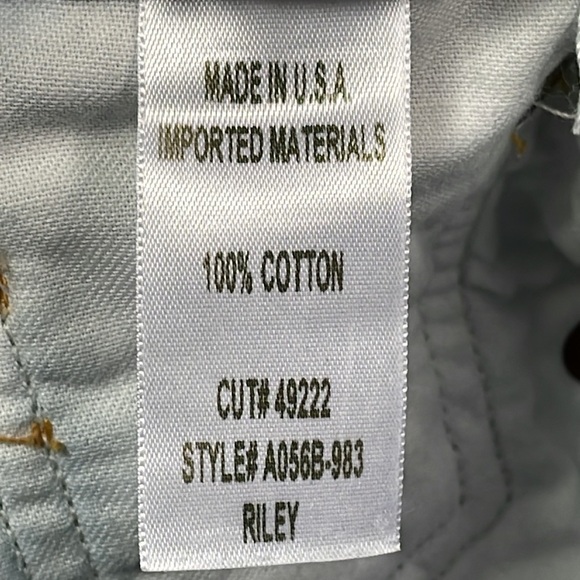 MADE IN U.S.A.
IMPORTED MATERIALS
100% COTTON
CUT# 49222
STYLE# A056B-983
RILEY